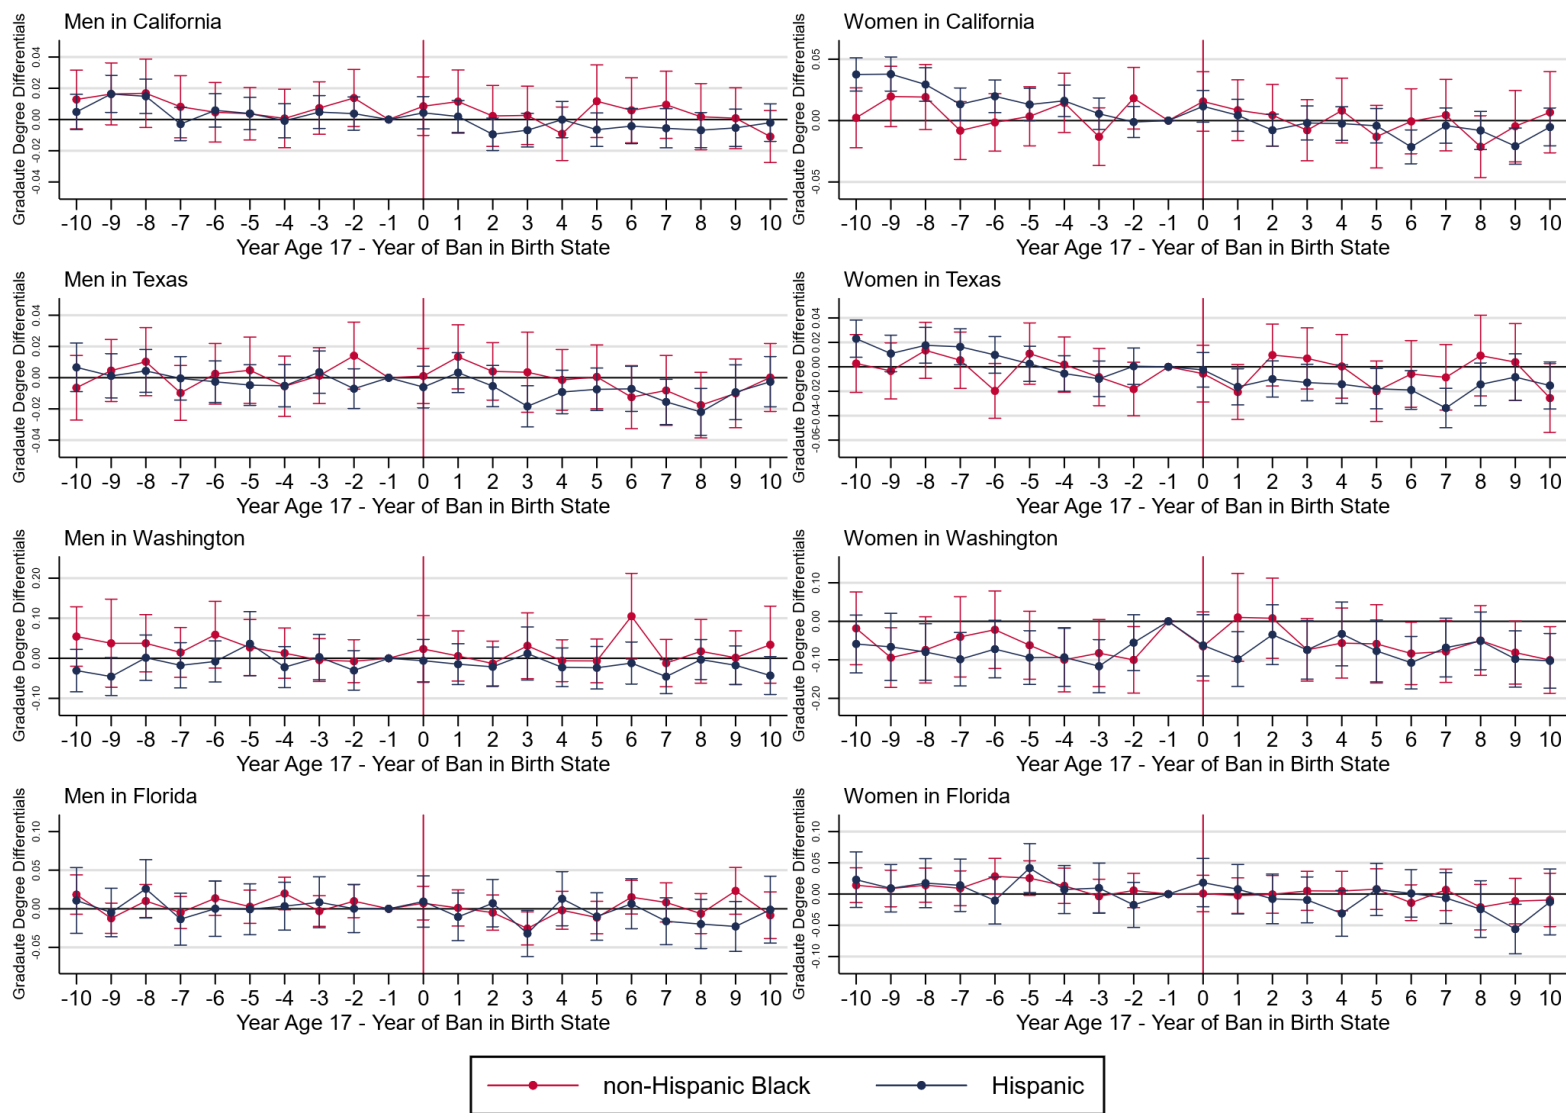 Men in California
Gradaute Degree Differentials
0.04
0.02
0.00
-0.02
-0.04
-10 -9 -8 -7 -6 -5 -4 -3 -2 -1 0 1 2 3 4 5 6 7 8 9 10
Year Age 17 - Year of Ban in Birth State
Women in California
Gradaute Degree Differentials
0.05
0.00
-0.05
-10 -9 -8 -7 -6 -5 -4 -3 -2 -1 0 1 2 3 4 5 6 7 8 9 10
Year Age 17 - Year of Ban in Birth State
Men in Texas
Gradaute Degree Differentials
0.04
0.02
0.00
-0.02
-0.04
-10 -9 -8 -7 -6 -5 -4 -3 -2 -1 0 1 2 3 4 5 6 7 8 9 10
Year Age 17 - Year of Ban in Birth State
Women in Texas
Gradaute Degree Differentials
0.04
0.02
0.00
-0.02
-0.04
-0.06
-10 -9 -8 -7 -6 -5 -4 -3 -2 -1 0 1 2 3 4 5 6 7 8 9 10
Year Age 17 - Year of Ban in Birth State
Men in Washington
Gradaute Degree Differentials
0.20
0.10
0.00
-0.10
-10 -9 -8 -7 -6 -5 -4 -3 -2 -1 0 1 2 3 4 5 6 7 8 9 10
Year Age 17 - Year of Ban in Birth State
Women in Washington
Gradaute Degree Differentials
0.10
0.00
-0.10
-0.20
-10 -9 -8 -7 -6 -5 -4 -3 -2 -1 0 1 2 3 4 5 6 7 8 9 10
Year Age 17 - Year of Ban in Birth State
Men in Florida
Gradaute Degree Differentials
0.10
0.05
0.00
-0.05
-10 -9 -8 -7 -6 -5 -4 -3 -2 -1 0 1 2 3 4 5 6 7 8 9 10
Year Age 17 - Year of Ban in Birth State
Women in Florida
Gradaute Degree Differentials
0.10
0.05
0.00
-0.05
-0.10
-10 -9 -8 -7 -6 -5 -4 -3 -2 -1 0 1 2 3 4 5 6 7 8 9 10
Year Age 17 - Year of Ban in Birth State
non-Hispanic Black
Hispanic